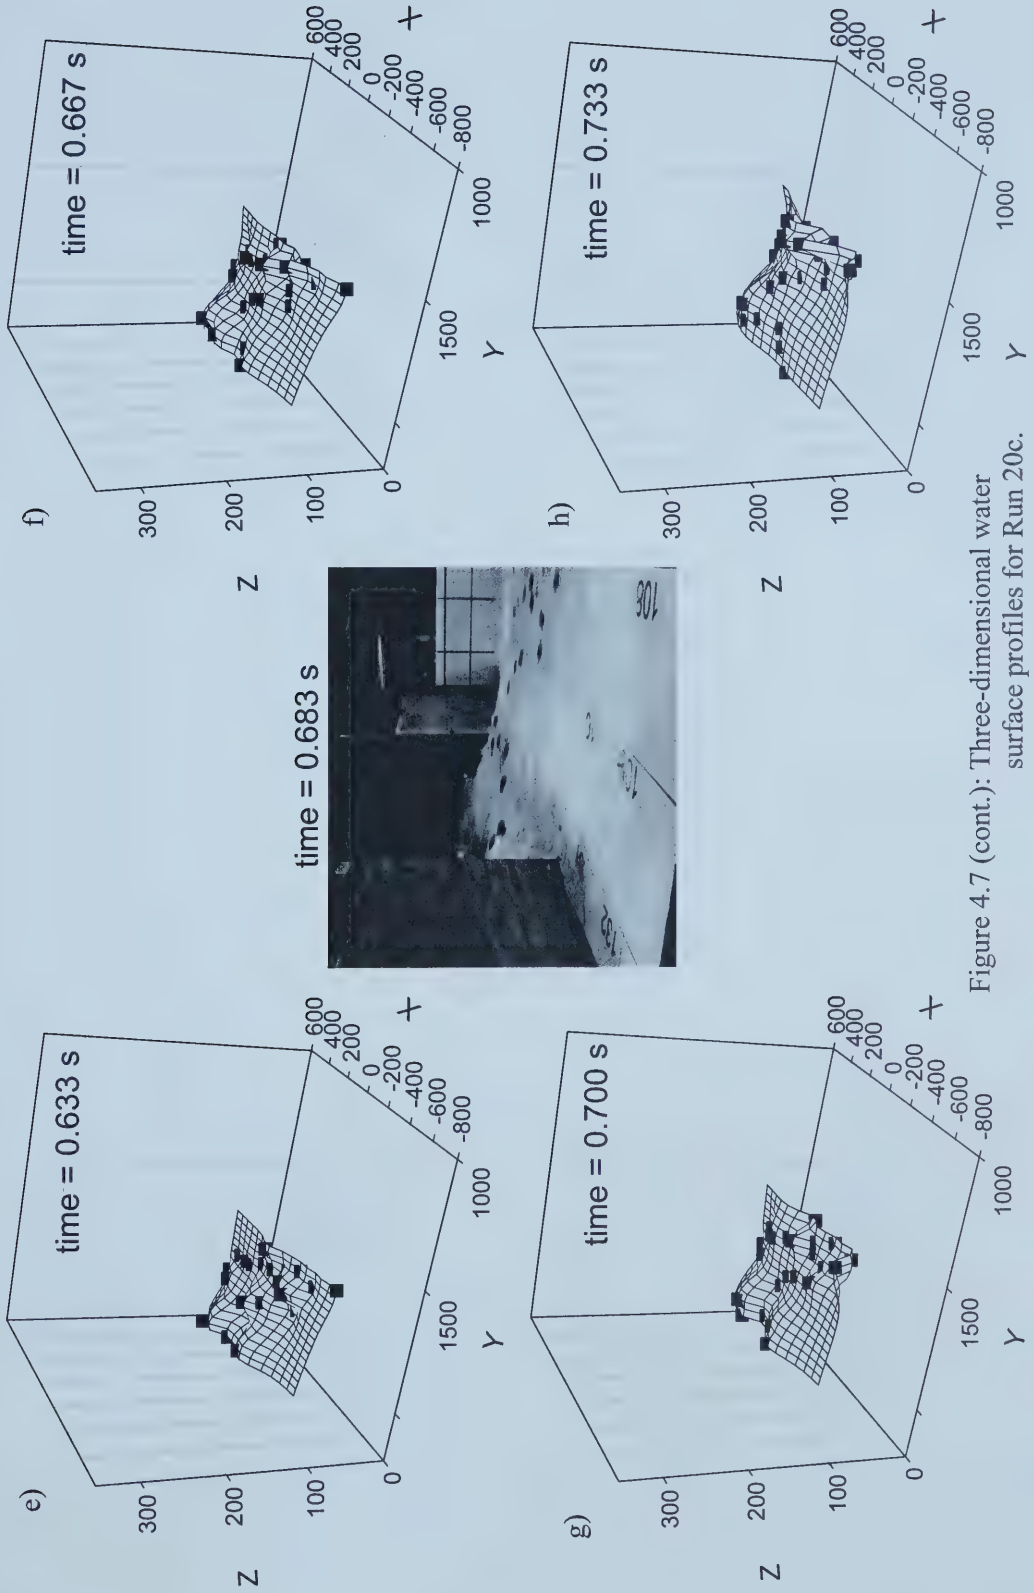 e)
time = 0.633 s
Z
300
200
100
0
1500
1000
Y
600
400
200
0
-200
-400
-600
-800
X
f)
time = 0.667 s
Z
300
200
100
0
1500
1000
Y
600
400
200
0
-200
-400
-600
-800
X
time = 0.683 s
g)
time = 0.700 s
Z
300
200
100
0
1500
1000
Y
600
400
200
0
-200
-400
-600
-800
X
h)
time = 0.733 s
Z
300
200
100
0
1500
1000
Y
600
400
200
0
-200
-400
-600
-800
X
Figure 4.7 (cont.): Three-dimensional water
surface profiles for Run 20c.